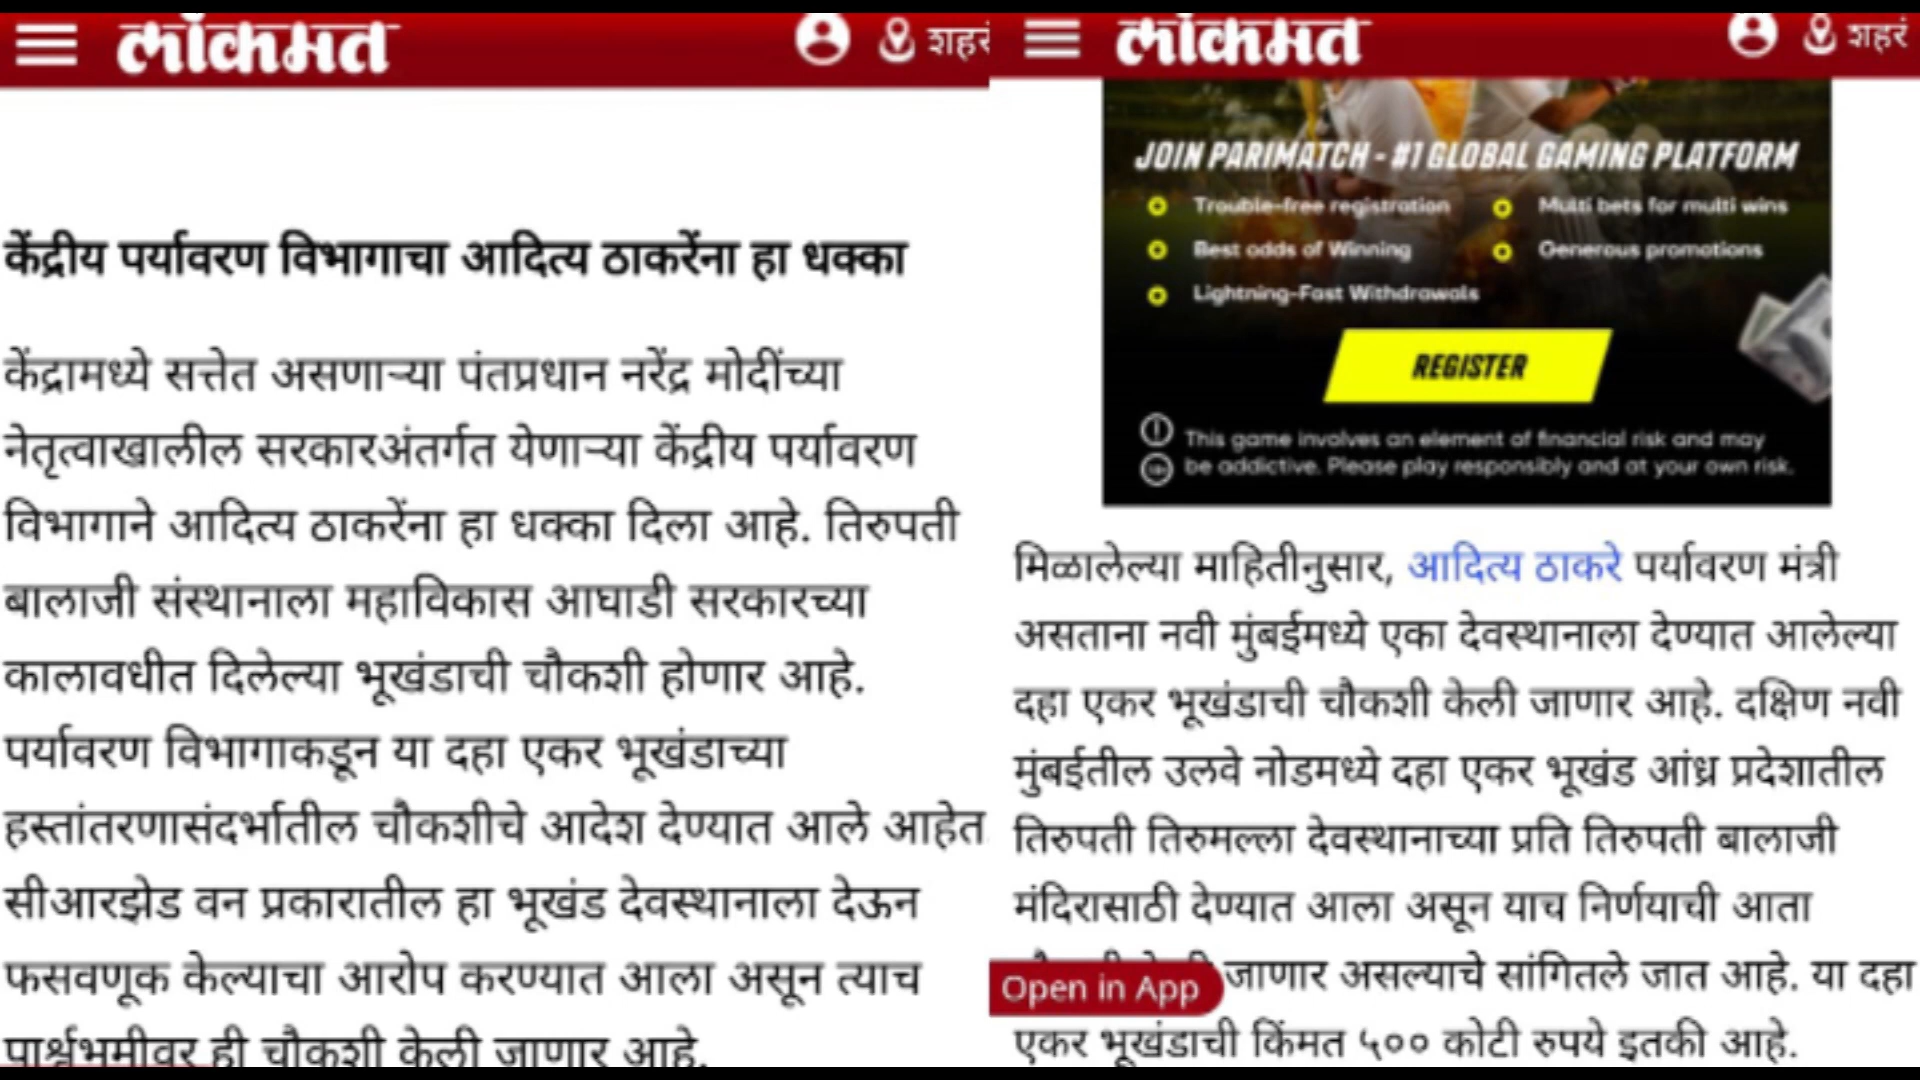 लोकमत
शहरं
केंद्रीय पर्यावरण विभागाचा आदित्य ठाकरेंना हा धक्का
केंद्रामध्ये सत्तेत असणाऱ्या पंतप्रधान नरेंद्र मोदींच्या
नेतृत्वाखालील सरकारअंतर्गत येणाऱ्या केंद्रीय पर्यावरण
विभागाने आदित्य ठाकरेंना हा धक्का दिला आहे. तिरुपती
बालाजी संस्थानाला महाविकास आघाडी सरकारच्या
कालावधीत दिलेल्या भूखंडाची चौकशी होणार आहे.
पर्यावरण विभागाकडून या दहा एकर भूखंडाच्या
हस्तांतरणासंदर्भातील चौकशीचे आदेश देण्यात आले आहेत.
सीआरझेड वन प्रकारातील हा भूखंड देवस्थानाला देऊन
फसवणूक केल्याचा आरोप करण्यात आला असून त्याच
पार्श्वभूमीवर ही चौकशी केली जाणार आहे.
लोकमत
शहरं
JOIN PARIMATCH - #1 GLOBAL GAMING PLATFORM
Trouble-free registration
Multi bets for multi wins
Best odds of Winning
Generous promotions
Lightning-Fast Withdrawals
REGISTER
This game involves an element of financial risk and may
be addictive. Please play responsibly and at your own risk.
मिळालेल्या माहितीनुसार, आदित्य ठाकरे पर्यावरण मंत्री
असताना नवी मुंबईमध्ये एका देवस्थानाला देण्यात आलेल्या
दहा एकर भूखंडाची चौकशी केली जाणार आहे. दक्षिण नवी
मुंबईतील उलवे नोडमध्ये दहा एकर भूखंड आंध्र प्रदेशातील
तिरुपती तिरुमल्ला देवस्थानाच्या प्रति तिरुपती बालाजी
मंदिरासाठी देण्यात आला असून याच निर्णयाची आता
जाणार असल्याचे सांगितले जात आहे. या दहा
Open in App
एकर भूखंडाची किंमत ५०० कोटी रुपये इतकी आहे.